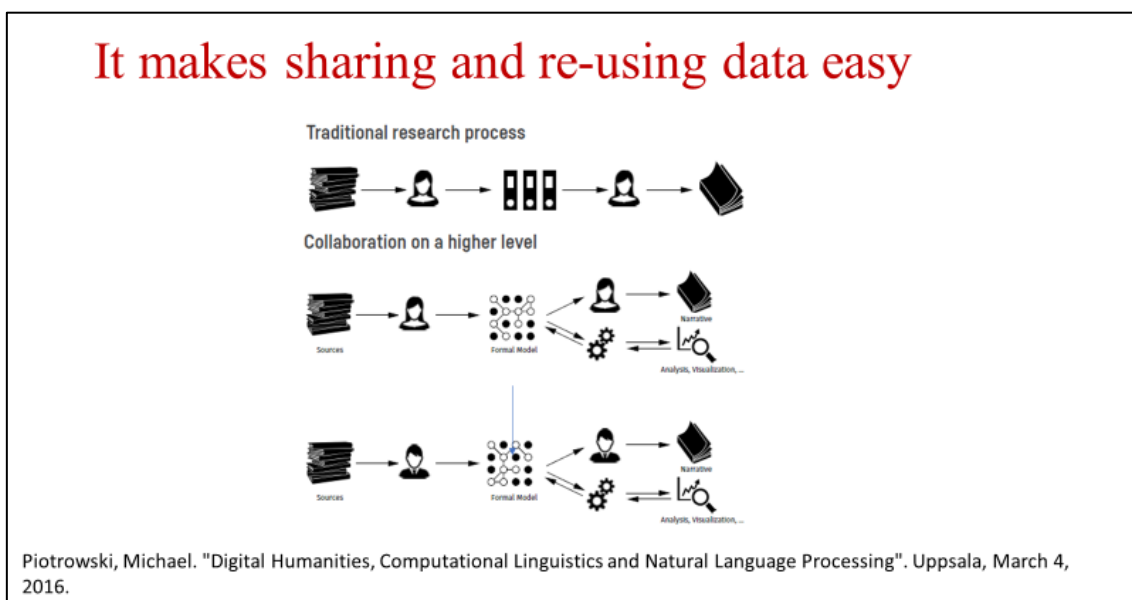 It makes sharing and re-using data easy
Traditional research process
Collaboration on a higher level
Sources
Formal Model
Narrative
Analysis, Visualization, ...
Sources
Formal Model
Narrative
Analysis, Visualization, ...
Piotrowski, Michael. "Digital Humanities, Computational Linguistics and Natural Language Processing". Uppsala, March 4,
2016.